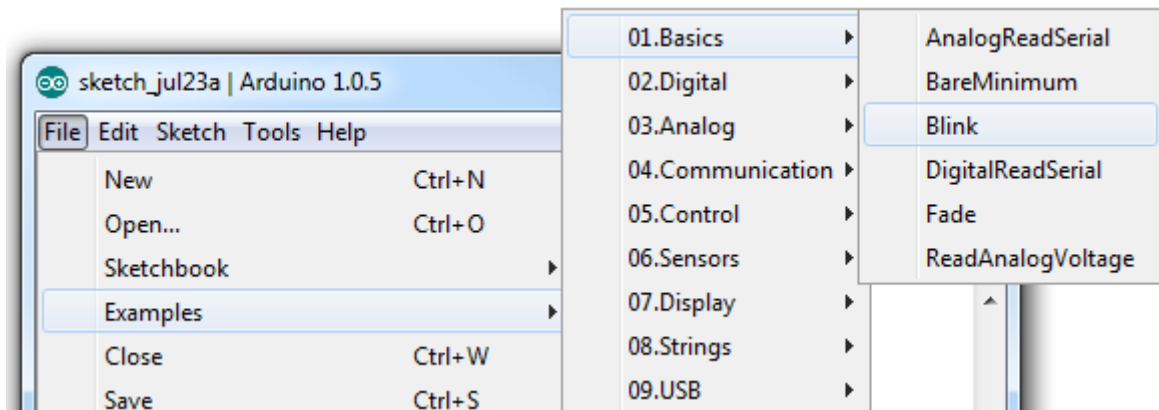 sketch_jul23a | Arduino 1.0.5
File Edit Sketch Tools Help
New Ctrl+N
Open... Ctrl+O
Sketchbook
Examples
Close Ctrl+W
Save Ctrl+S
01.Basics
02.Digital
03.Analog
04.Communication
05.Control
06.Sensors
07.Display
08.Strings
09.USB
AnalogReadSerial
BareMinimum
Blink
DigitalReadSerial
Fade
ReadAnalogVoltage